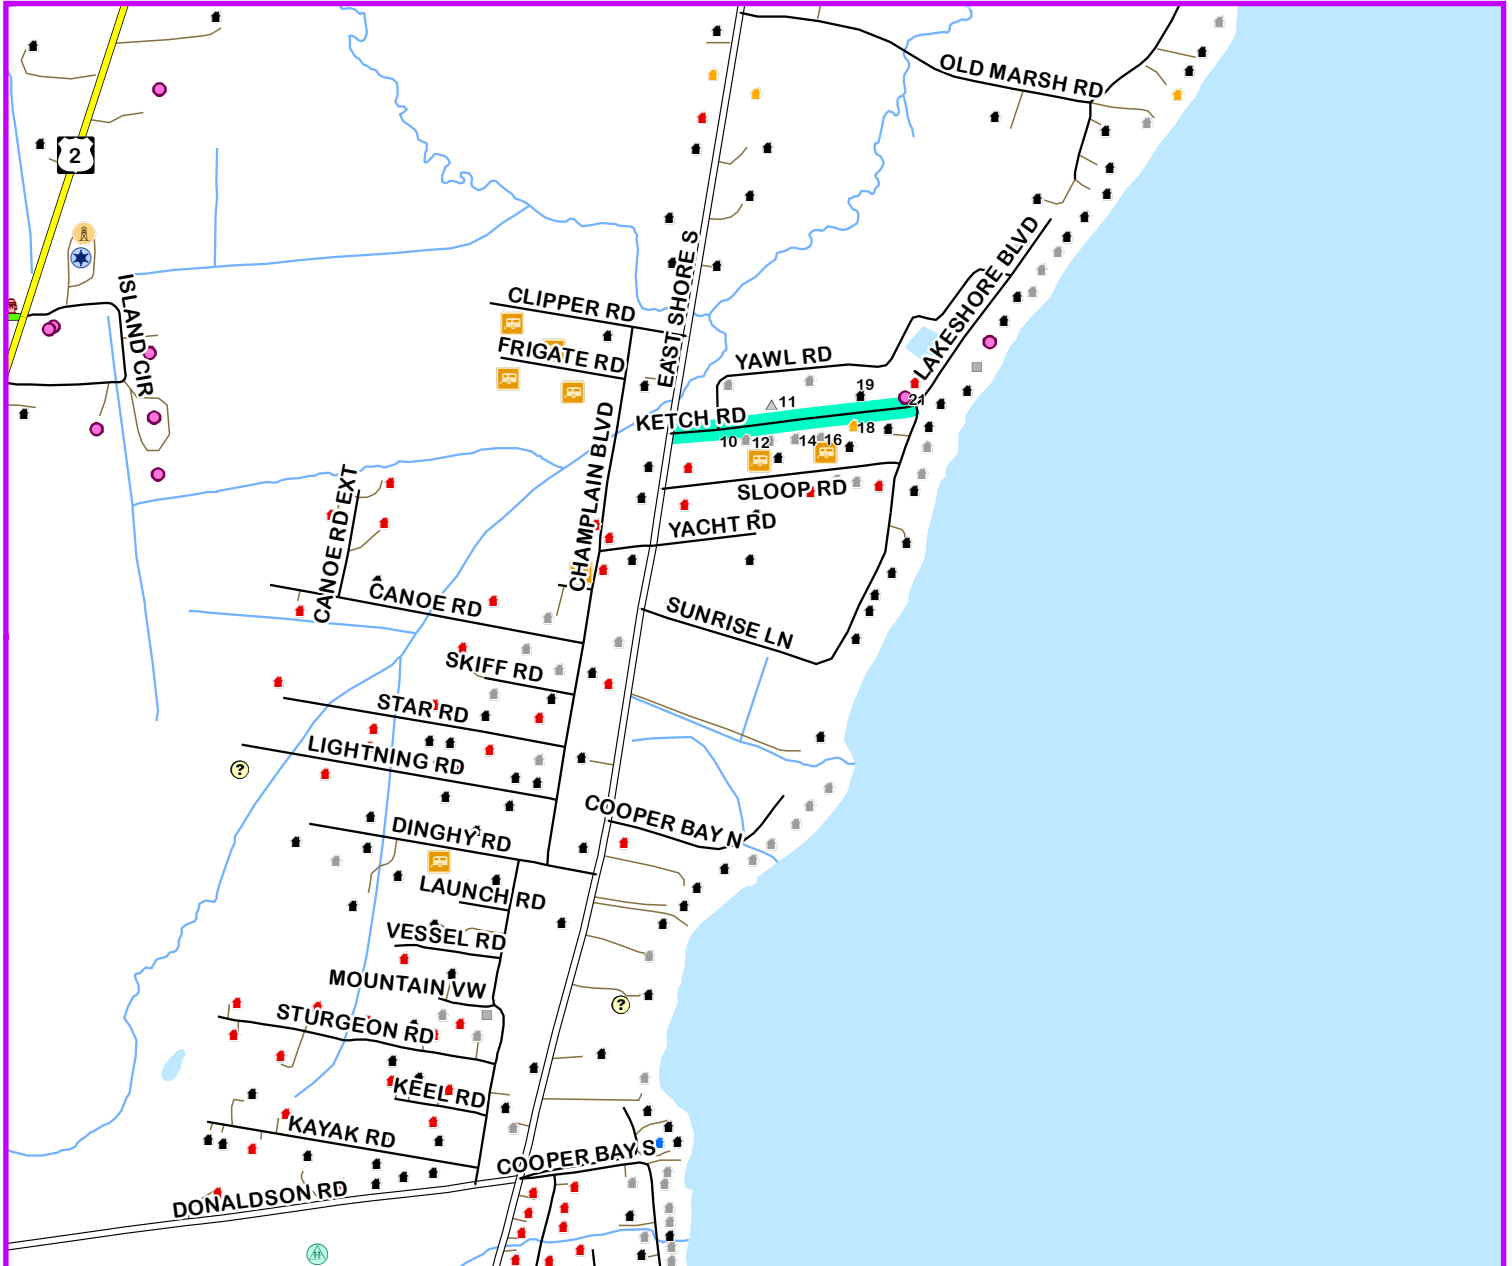 OLD MARSH RD
2
LAKESHORE BLVD
EAST SHORE S
ISLAND CIR
CLIPPER RD
FRIGATE RD
YAWL RD
19
11
21
KETCH RD
18
10
12
14
16
CHAMPLAIN BLVD
SLOOP RD
CANOE RD EXT
YACHT RD
CANOE RD
SUNRISE LN
SKIFF RD
STAR RD
LIGHTNING RD
?
COOPER BAY N
DINGHY RD
LAUNCH RD
VESSEL RD
MOUNTAIN VW
?
STURGEON RD
KEEL RD
KAYAK RD
COOPER BAY S
DONALDSON RD